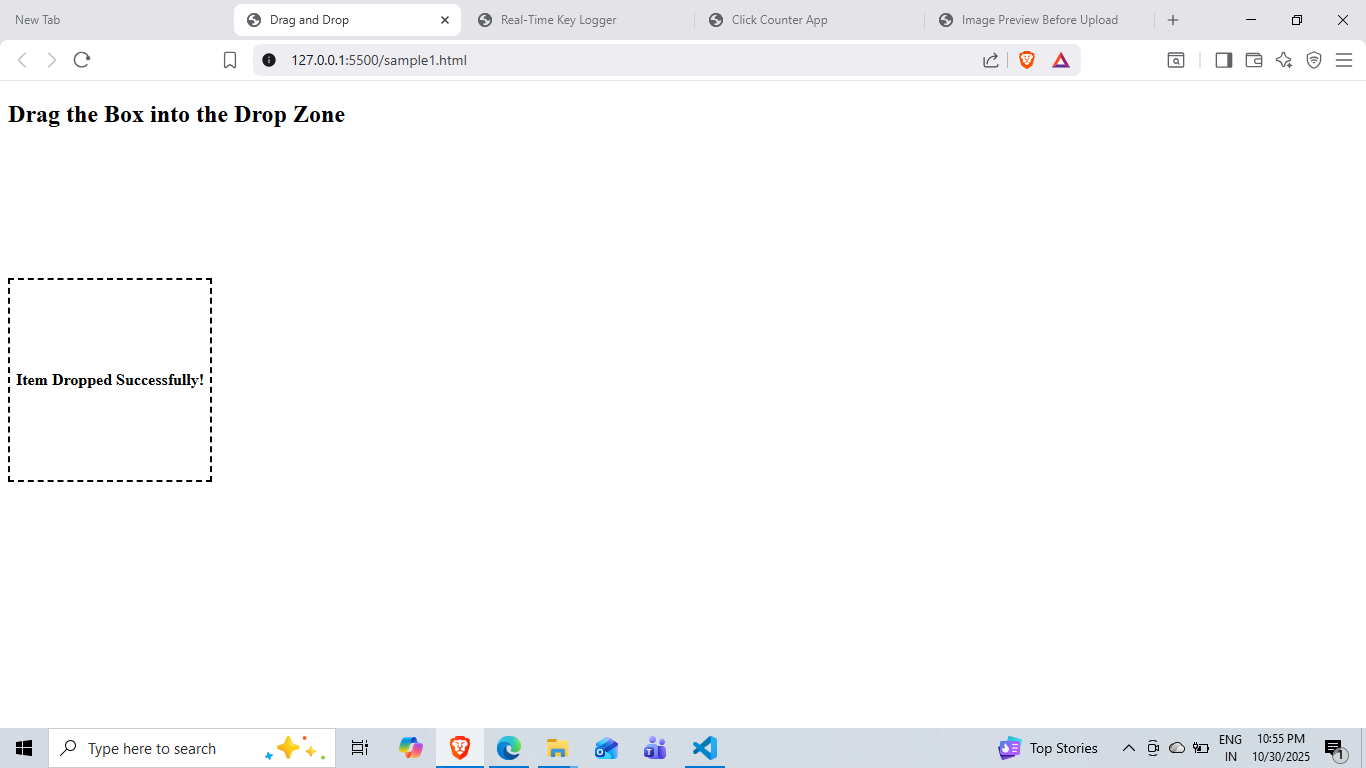 New Tab
Drag and Drop
Real-Time Key Logger
Click Counter App
Image Preview Before Upload
127.0.0.1:5500/sample1.html
Drag the Box into the Drop Zone
Item Dropped Successfully!
Type here to search
Top Stories
ENG
IN
10:55 PM
10/30/2025
1